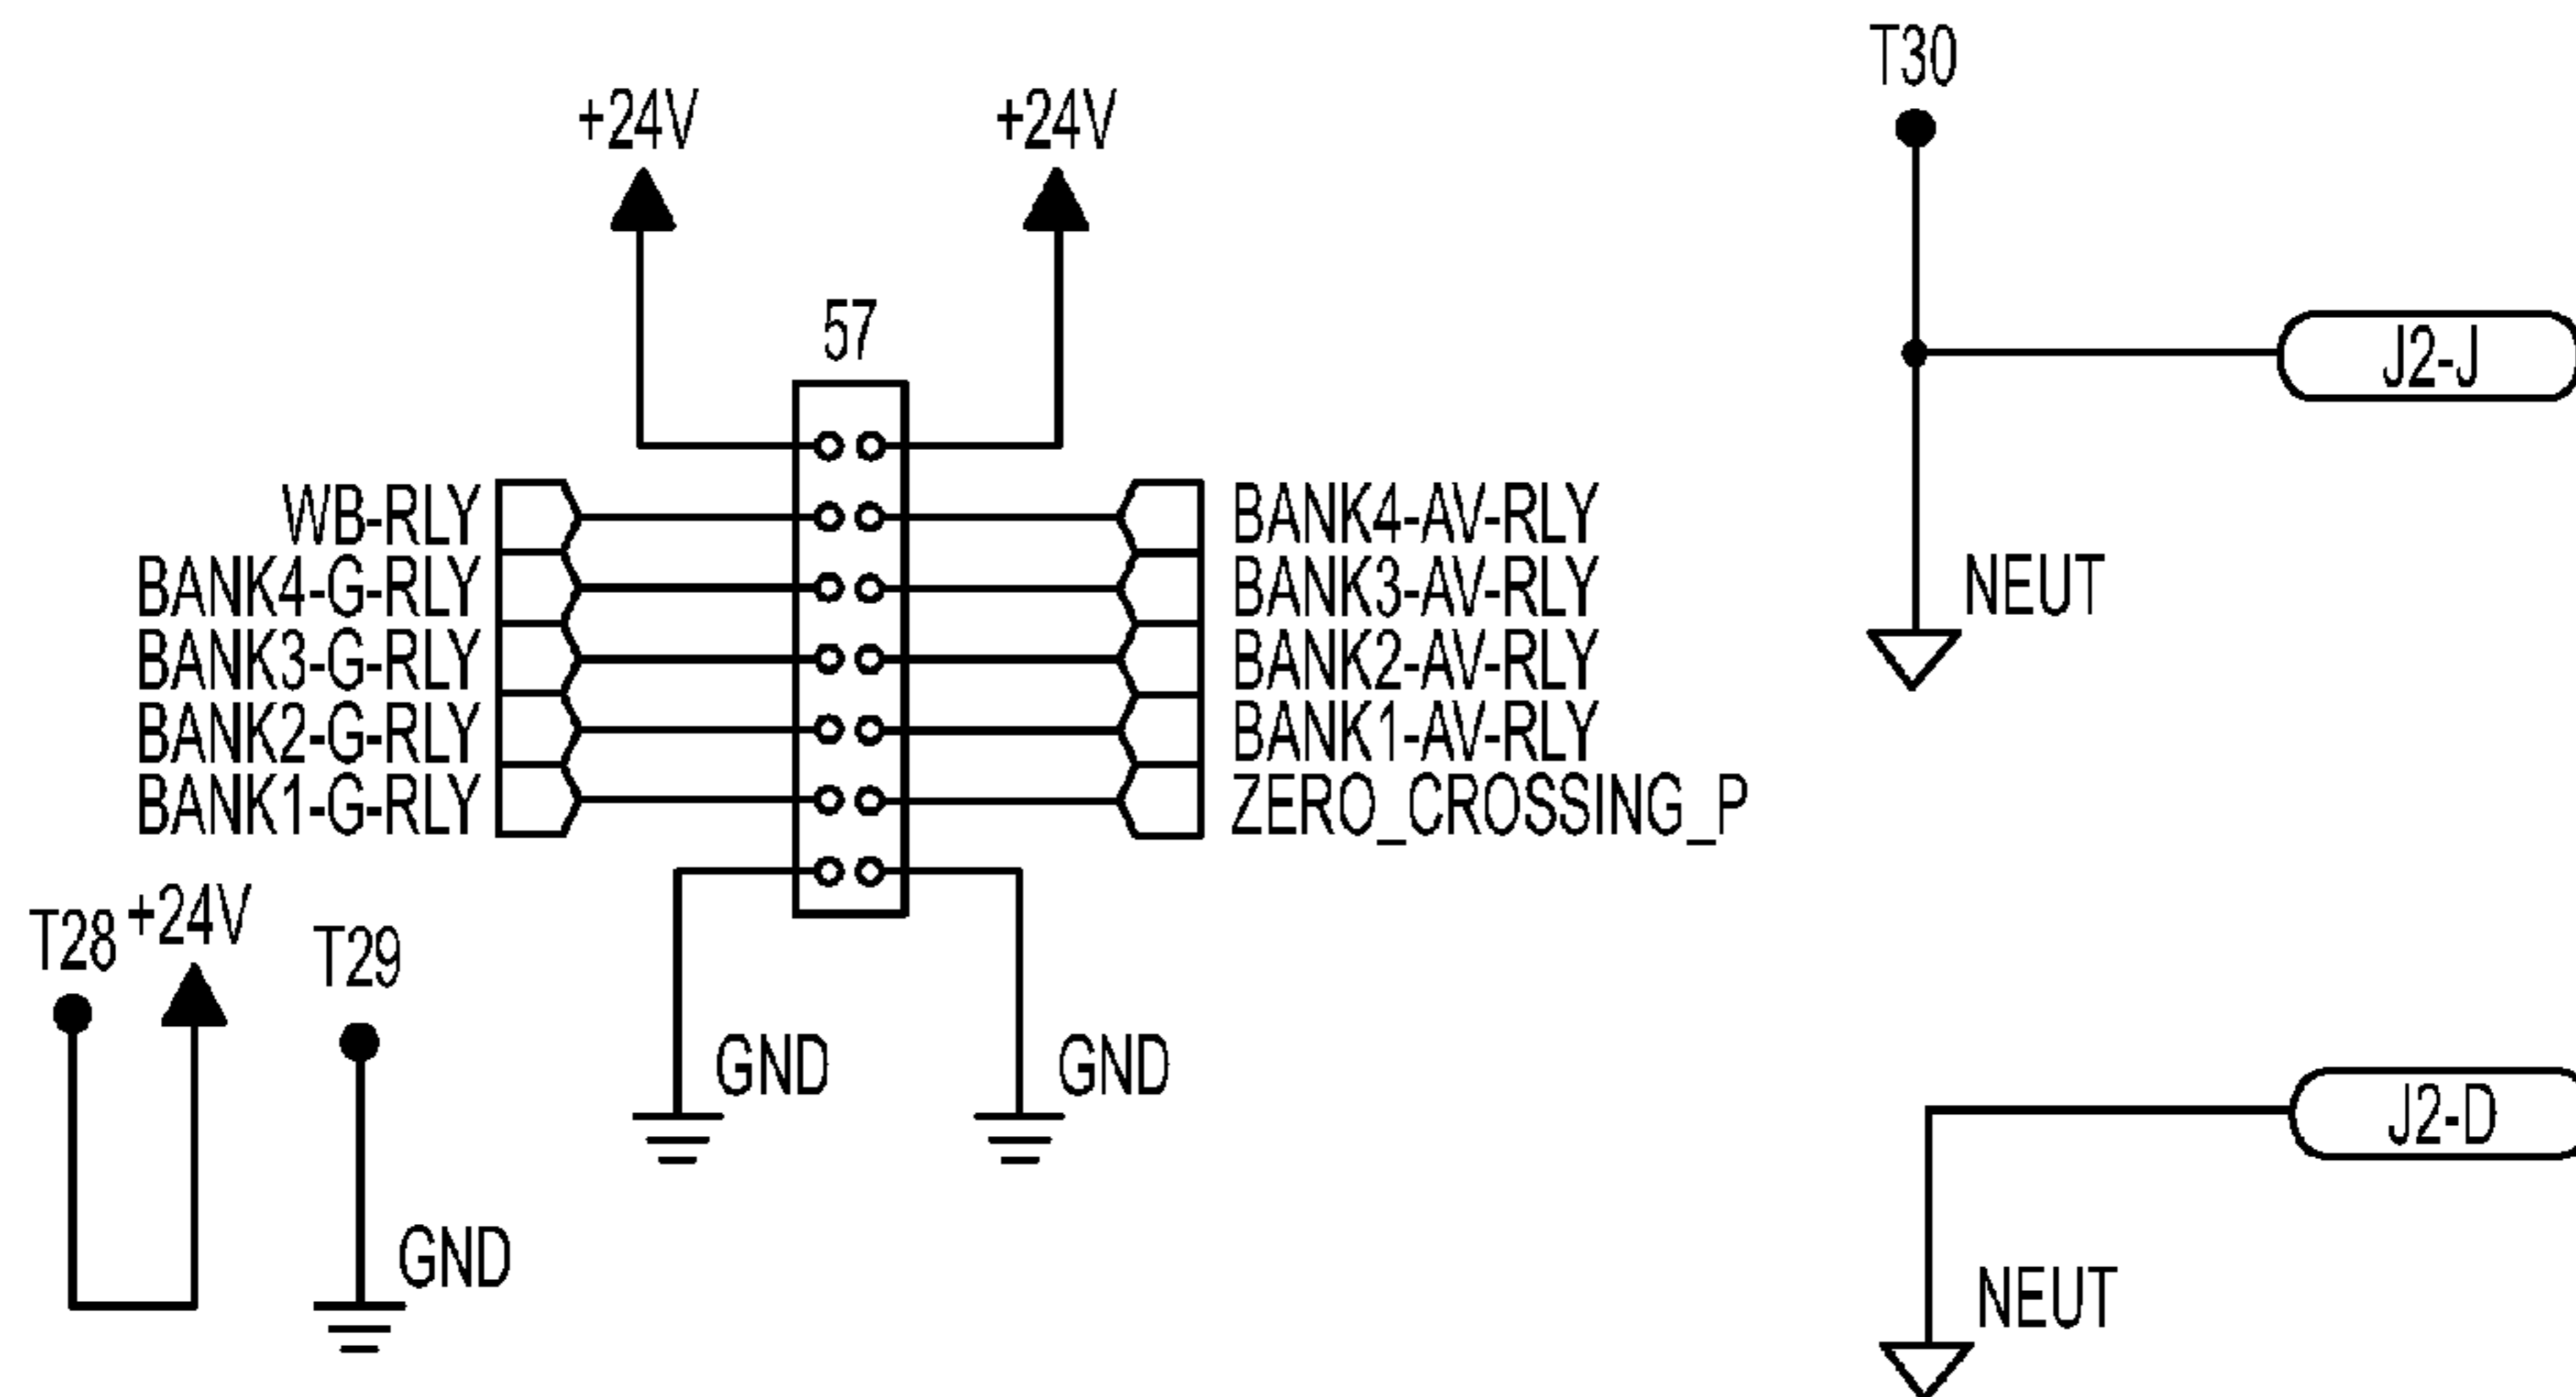 T30
+24V
+24V
57
J2-J
WB-RLY
BANK4-AV-RLY
BANK4-G-RLY
BANK3-AV-RLY
NEUT
BANK3-G-RLY
BANK2-AV-RLY
BANK2-G-RLY
BANK1-AV-RLY
BANK1-G-RLY
ZERO_CROSSING_P
T28
+24V
T29
GND
GND
J2-D
GND
NEUT